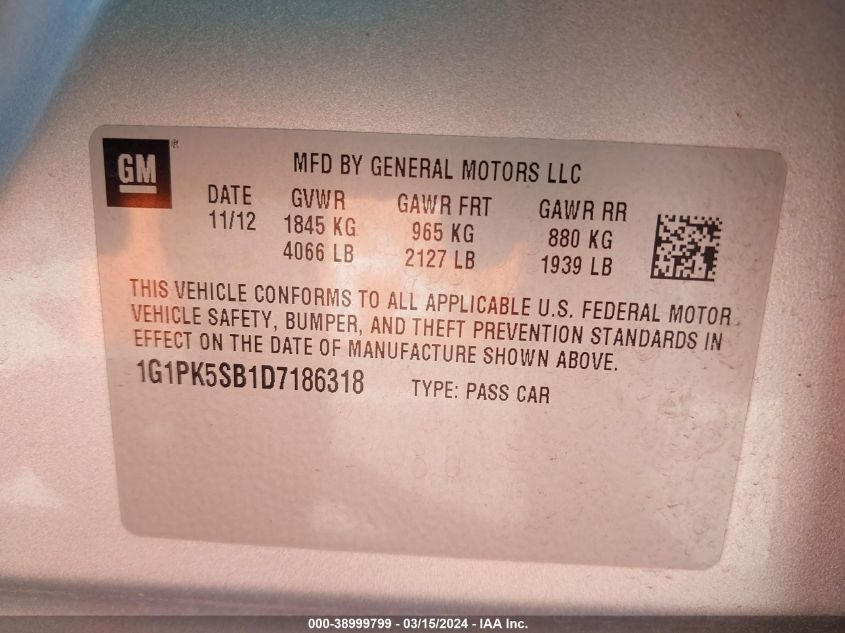 GM ®
MFD BY GENERAL MOTORS LLC
DATE GVWR GAWR FRT GAWR RR
11/12 1845 KG 965 KG 880 KG
4066 LB 2127 LB 1939 LB
THIS VEHICLE CONFORMS TO ALL APPLICABLE U.S. FEDERAL MOTOR
VEHICLE SAFETY, BUMPER, AND THEFT PREVENTION STANDARDS IN
EFFECT ON THE DATE OF MANUFACTURE SHOWN ABOVE.
1G1PK5SB1D7186318 TYPE: PASS CAR
000-38999799 - 03/15/2024 - IAA Inc.